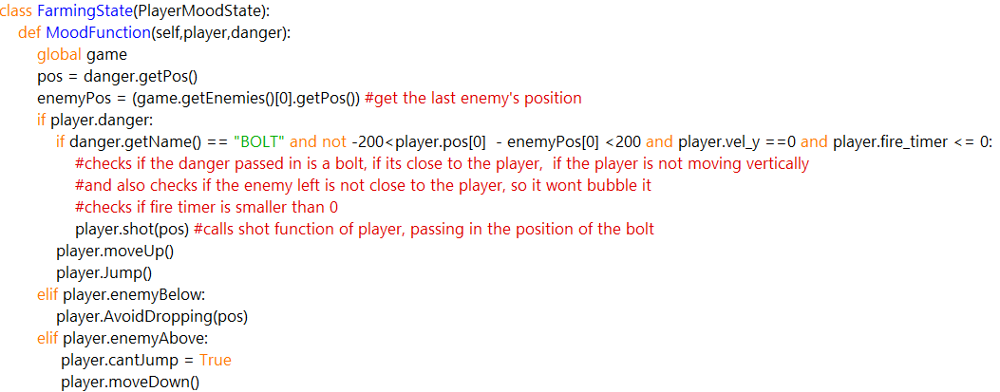 class FarmingState(PlayerMoodState):
    def MoodFunction(self,player,danger):
        global game
        pos = danger.getPos()
        enemyPos = (game.getEnemies()[0].getPos()) #get the last enemy's position
        if player.danger:
            if danger.getName() == "BOLT" and not -200<player.pos[0]  - enemyPos[0] <200 and player.vel_y ==0 and player.fire_timer <= 0:
                #checks if the danger passed in is a bolt, if its close to the player,  if the player is not moving vertically
                #and also checks if the enemy left is not close to the player, so it wont bubble it
                #checks if fire timer is smaller than 0
                player.shot(pos) #calls shot function of player, passing in the position of the bolt
            player.moveUp()
            player.Jump()
        elif player.enemyBelow:
            player.AvoidDropping(pos)
        elif player.enemyAbove:
             player.cantJump = True
             player.moveDown()